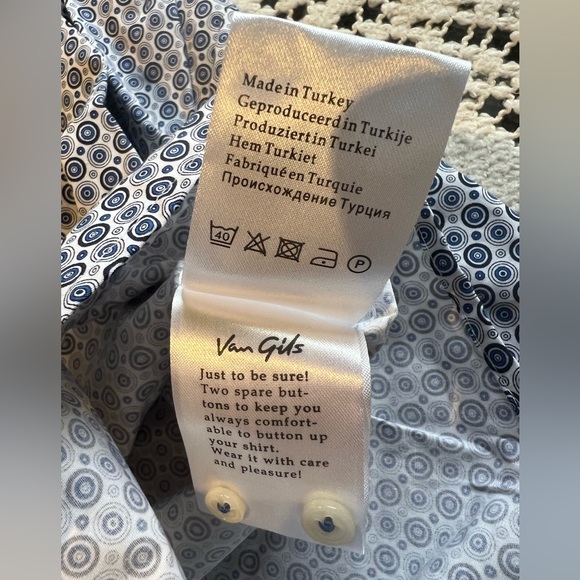 Made in Turkey
Geproduceerd in Turkije
Produziert in Turkei
Hem Turkiet
Fabriqué en Turquie
Происхождение Турция
40 P
Van Gils
Just to be sure!
Two spare but-
tons to keep you
always comfort-
able to button up
your shirt.
Wear it with care
and pleasure!